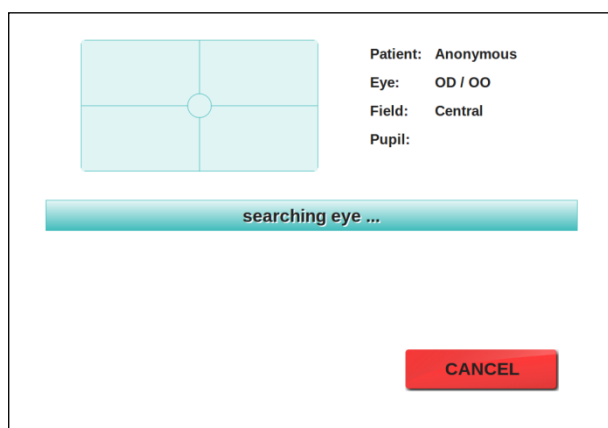 Patient: Anonymous
Eye: OD / OO
Field: Central
Pupil:
searching eye ...
CANCEL